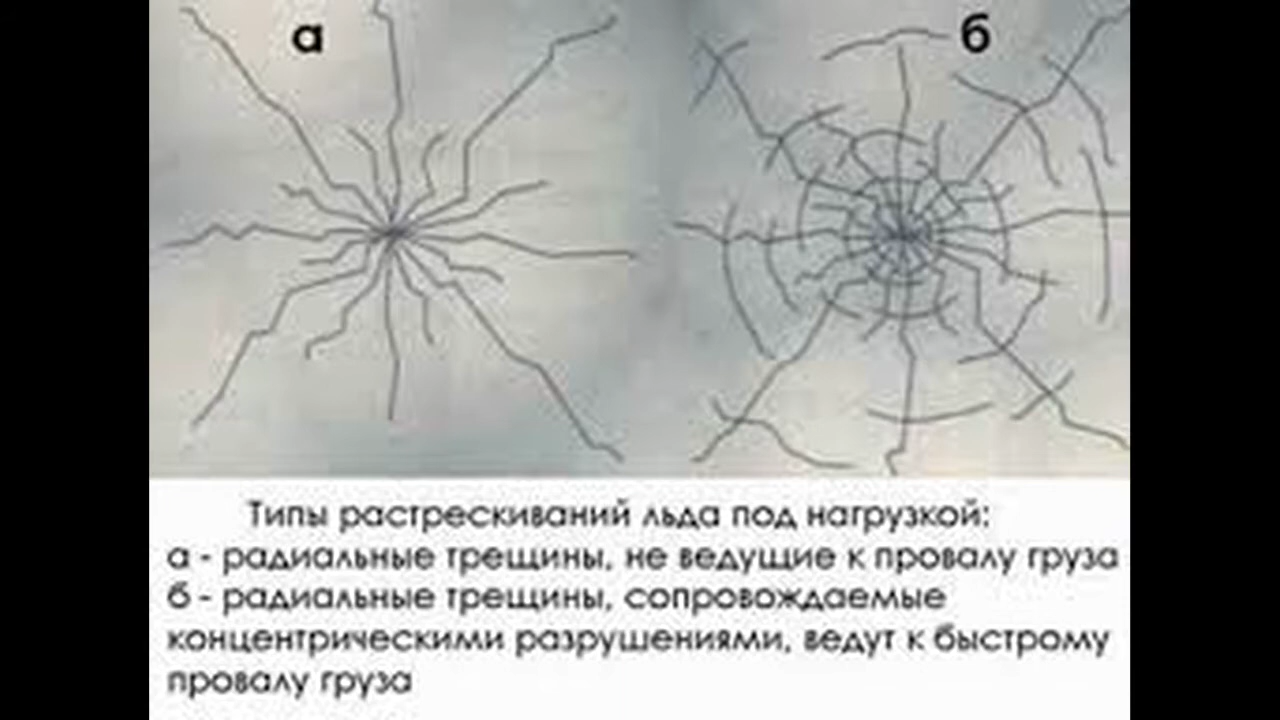 а б
Типы растрескиваний льда под нагрузкой:
а - радиальные трещины, не ведущие к провалу груза
б - радиальные трещины, сопровождаемые
концентрическими разрушениями, ведут к быстрому
провалу груза